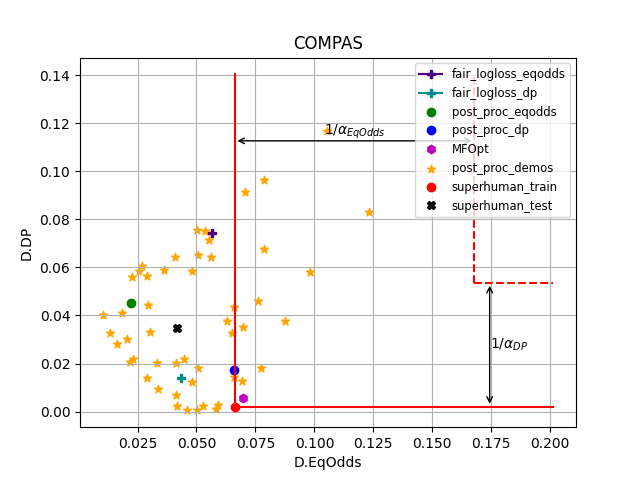 COMPAS
0.14
0.12
0.10
0.08
0.06
0.04
0.02
0.00
D.DP
fair_logloss_eqodds
fair_logloss_dp
post_proc_eqodds
post_proc_dp
MFOpt
post_proc_demos
superhuman_train
superhuman_test
1/α_EqOdds
1/α_DP
0.025 0.050 0.075 0.100 0.125 0.150 0.175 0.200
D.EqOdds